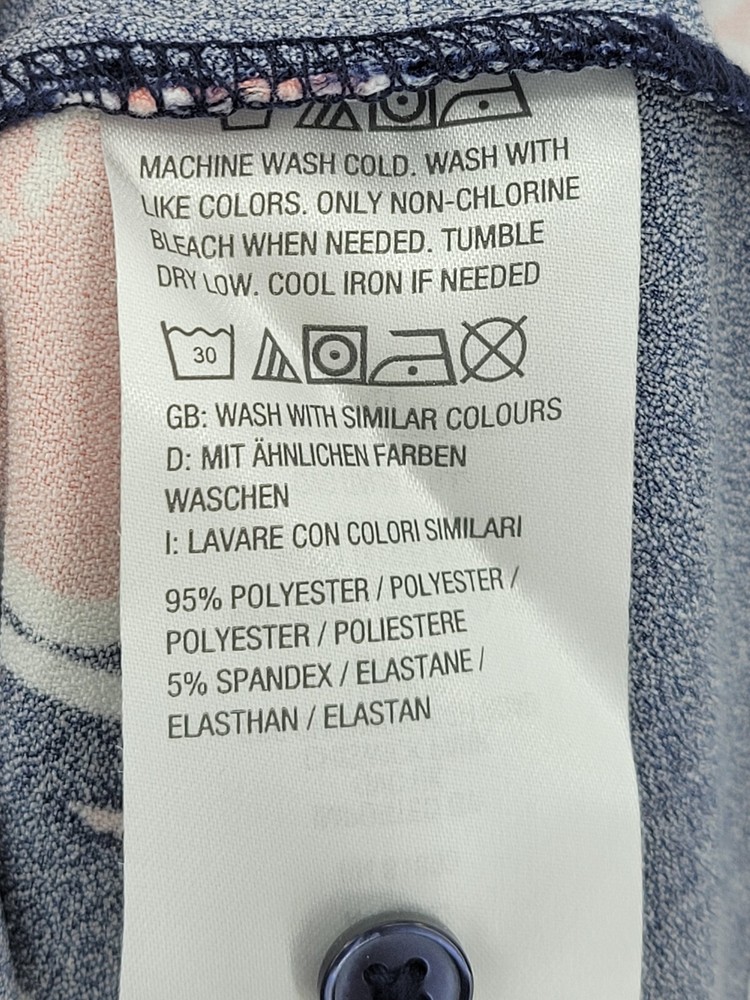 MACHINE WASH COLD. WASH WITH
LIKE COLORS. ONLY NON-CHLORINE
BLEACH WHEN NEEDED. TUMBLE
DRY LOW. COOL IRON IF NEEDED
30
GB: WASH WITH SIMILAR COLOURS
D: MIT ÄHNLICHEN FARBEN
WASCHEN
I: LAVARE CON COLORI SIMILARI
95% POLYESTER / POLYESTER /
POLYESTER / POLIESTERE
5% SPANDEX / ELASTANE /
ELASTHAN / ELASTAN